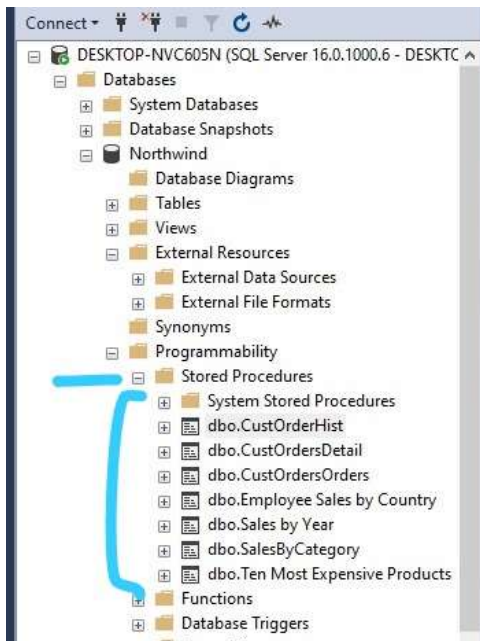 Connect
DESKTOP-NVC605N (SQL Server 16.0.1000.6 - DESKTC
Databases
System Databases
Database Snapshots
Northwind
Database Diagrams
Tables
Views
External Resources
External Data Sources
External File Formats
Synonyms
Programmability
Stored Procedures
System Stored Procedures
dbo.CustOrderHist
dbo.CustOrdersDetail
dbo.CustOrdersOrders
dbo.Employee Sales by Country
dbo.Sales by Year
dbo.SalesByCategory
dbo.Ten Most Expensive Products
Functions
Database Triggers